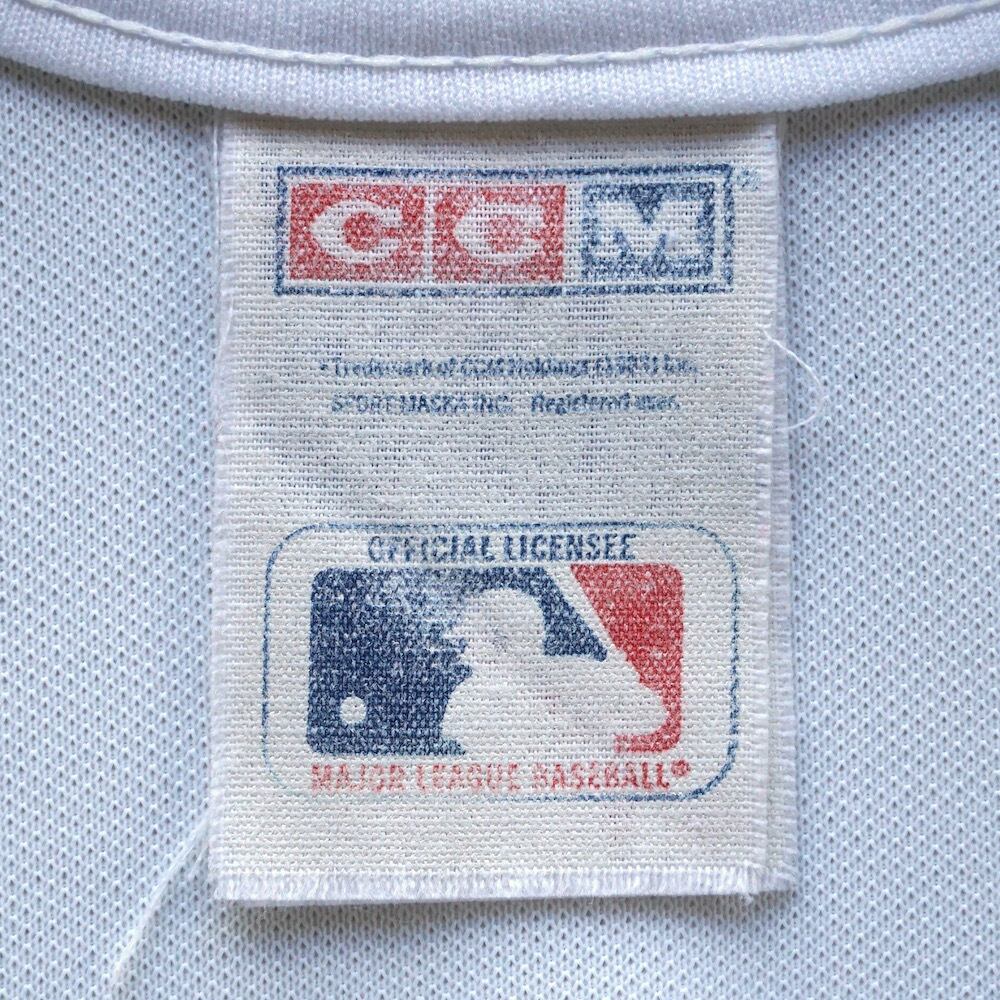 CCM
*Trademark of CCM Holdings (1983) Inc.
SPORT MASKA INC. Registered user.
OFFICIAL LICENSEE
MAJOR LEAGUE BASEBALL®